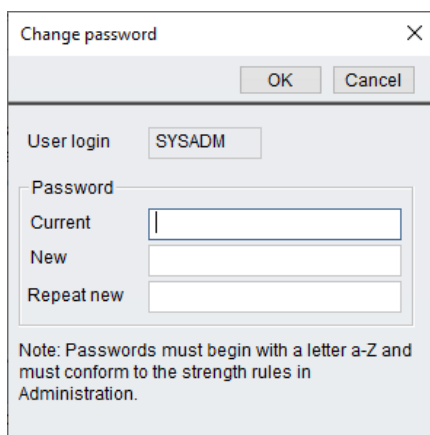 Change password
OK Cancel
User login SYSADM
Password
Current
New
Repeat new
Note: Passwords must begin with a letter a-Z and
must conform to the strength rules in
Administration.